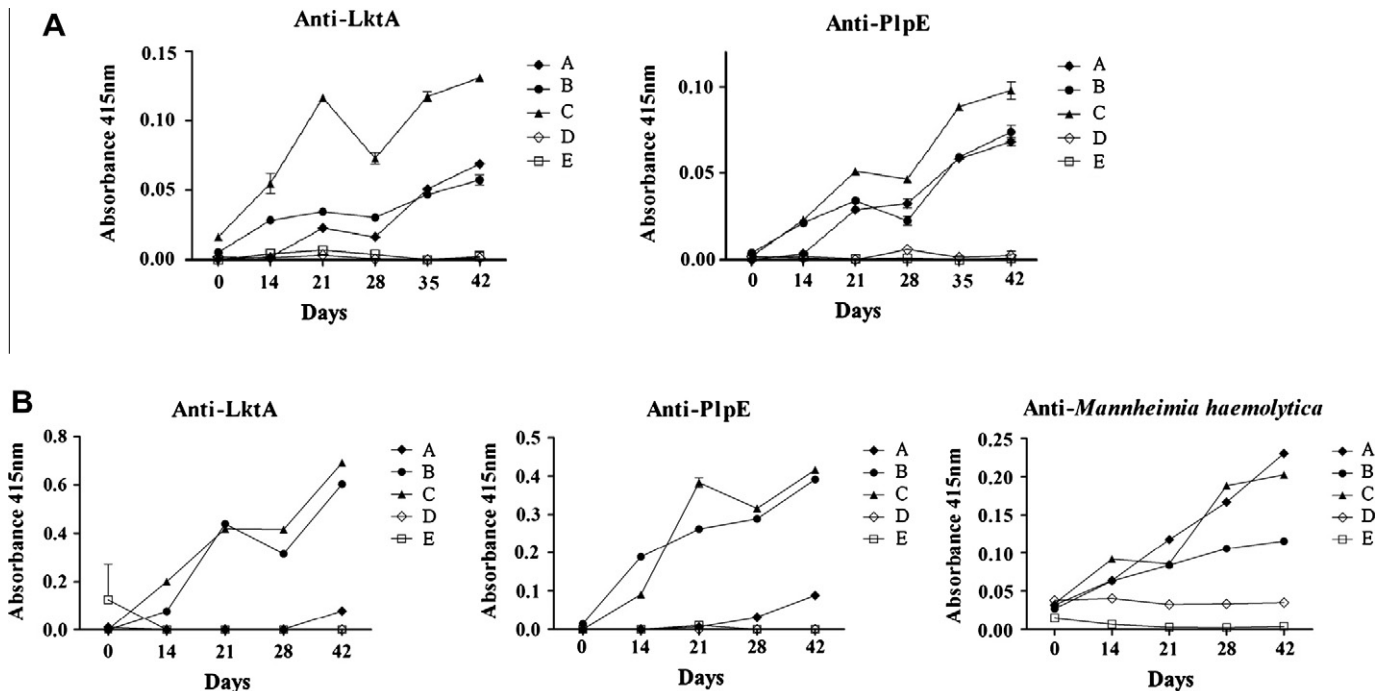 A
Anti-LktA
Absorbance 415nm
0.15
0.10
0.05
0.00
0 14 21 28 35 42
Days
A
B
C
D
E
Anti-PlpE
Absorbance 415nm
0.10
0.05
0.00
0 14 21 28 35 42
Days
A
B
C
D
E
B
Anti-LktA
Absorbance 415nm
0.8
0.6
0.4
0.2
0.0
0 14 21 28 42
Days
A
B
C
D
E
Anti-PlpE
Absorbance 415nm
0.5
0.4
0.3
0.2
0.1
0.0
0 14 21 28 42
Days
A
B
C
D
E
Anti-Mannheimia haemolytica
Absorbance 415nm
0.25
0.20
0.15
0.10
0.05
0.00
0 14 21 28 42
Days
A
B
C
D
E